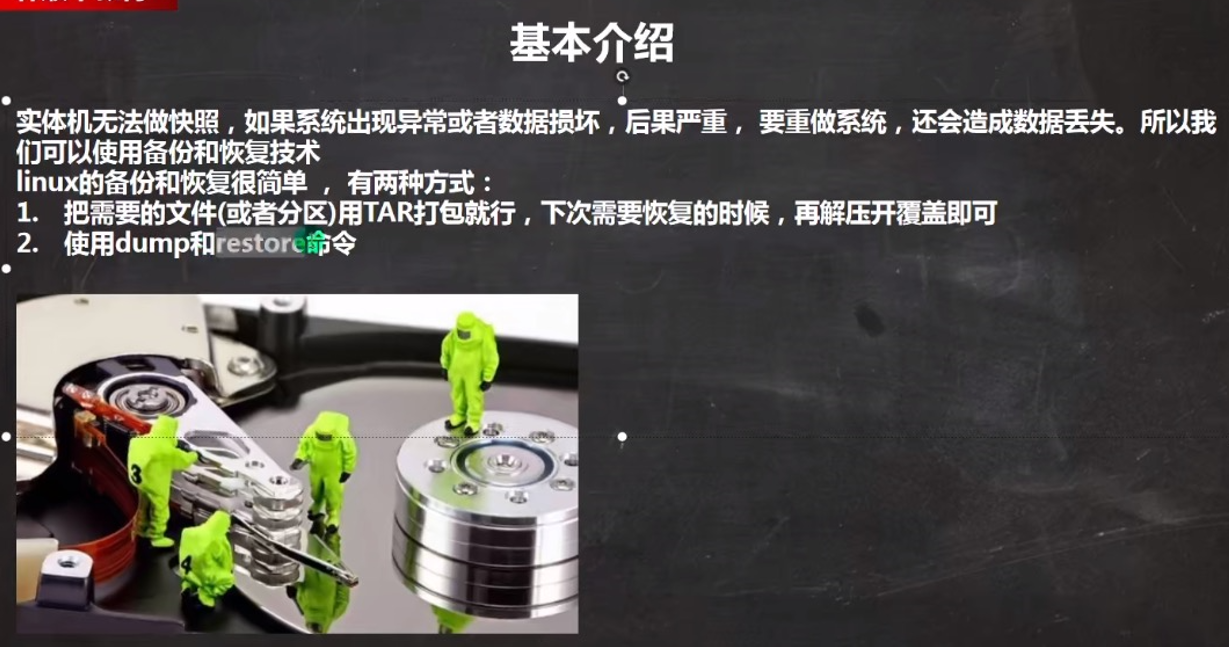 基本介绍
实体机无法做快照，如果系统出现异常或者数据损坏，后果严重， 要重做系统，还会造成数据丢失。所以我
们可以使用备份和恢复技术
linux的备份和恢复很简单 ， 有两种方式：
1. 把需要的文件(或者分区)用TAR打包就行，下次需要恢复的时候，再解压开覆盖即可
2. 使用dump和restore命令
3
4